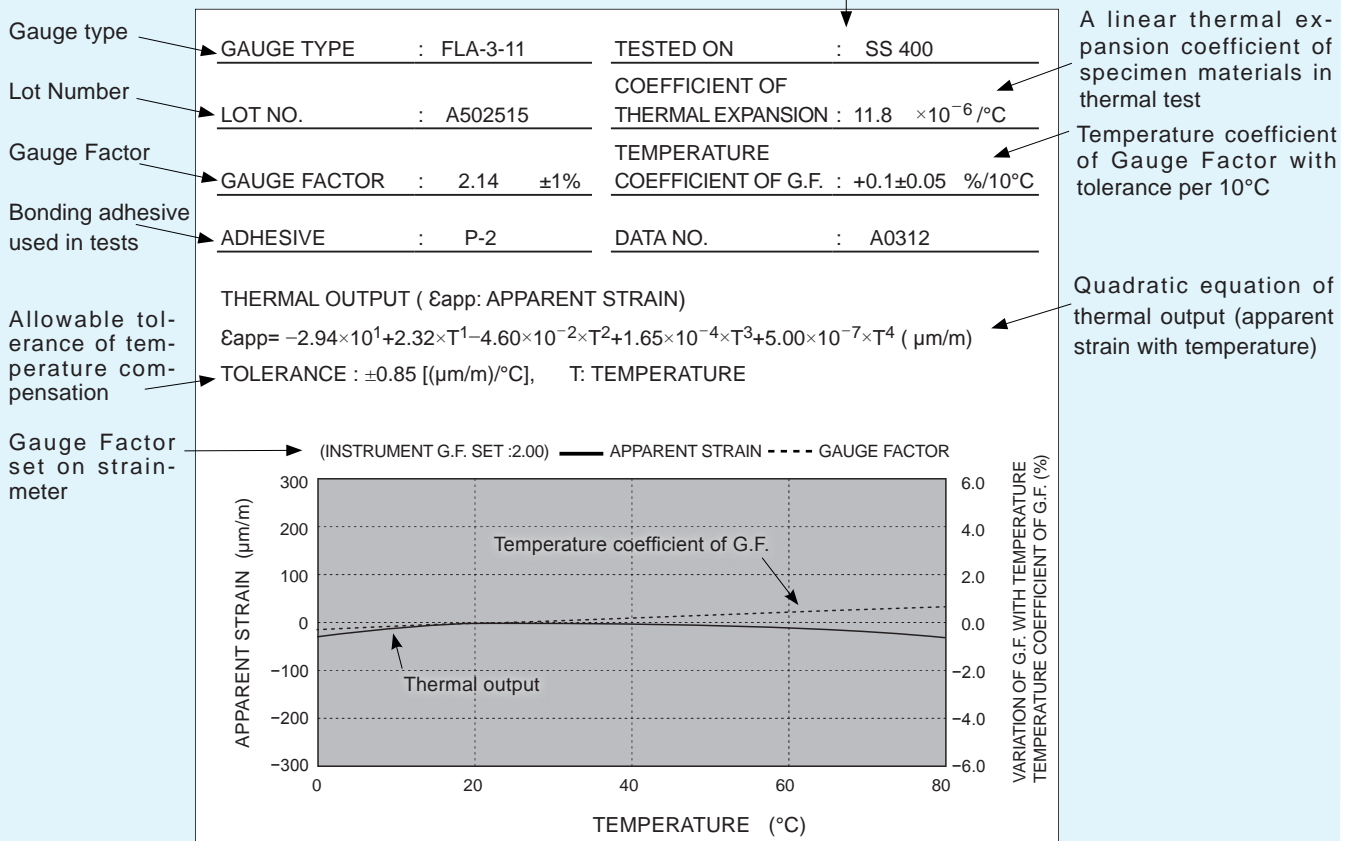 Gauge type
Lot Number
Gauge Factor
Bonding adhesive
used in tests
Allowable tol-
erance of tem-
perature com-
pensation
Gauge Factor
set on strain-
meter
GAUGE TYPE : FLA-3-11
TESTED ON : SS 400
LOT NO. : A502515
COEFFICIENT OF
THERMAL EXPANSION : 11.8 ×10⁻⁶ /°C
GAUGE FACTOR : 2.14 ±1%
TEMPERATURE
COEFFICIENT OF G.F. : +0.1±0.05 %/10°C
ADHESIVE : P-2
DATA NO. : A0312
THERMAL OUTPUT ( Ɛapp: APPARENT STRAIN)
Ɛapp= −2.94×10¹+2.32×T¹−4.60×10⁻²×T²+1.65×10⁻⁴×T³+5.00×10⁻⁷×T⁴ ( μm/m)
TOLERANCE : ±0.85 [(μm/m)/°C], T: TEMPERATURE
(INSTRUMENT G.F. SET :2.00) APPARENT STRAIN GAUGE FACTOR
APPARENT STRAIN (μm/m)
300
200
100
0
−100
−200
−300
Temperature coefficient of G.F.
Thermal output
6.0
4.0
2.0
0.0
−2.0
−4.0
−6.0
VARIATION OF G.F. WITH TEMPERATURE
TEMPERATURE COEFFICIENT OF G.F. (%)
0 20 40 60 80
TEMPERATURE (°C)
A linear thermal ex-
pansion coefficient of
specimen materials in
thermal test
Temperature coefficient
of Gauge Factor with
tolerance per 10°C
Quadratic equation of
thermal output (apparent
strain with temperature)